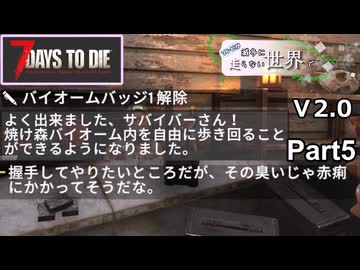 7 DAYS TO DIE
滅多に
走らない世界で
V2.0
Part5
バイオームバッジ1解除
よく出来ました、サバイバーさん！
焼け森バイオーム内を自由に歩き回ること
ができるようになりました。
握手してやりたいところだが、その臭いじゃ赤痢
にかかってそうだな。